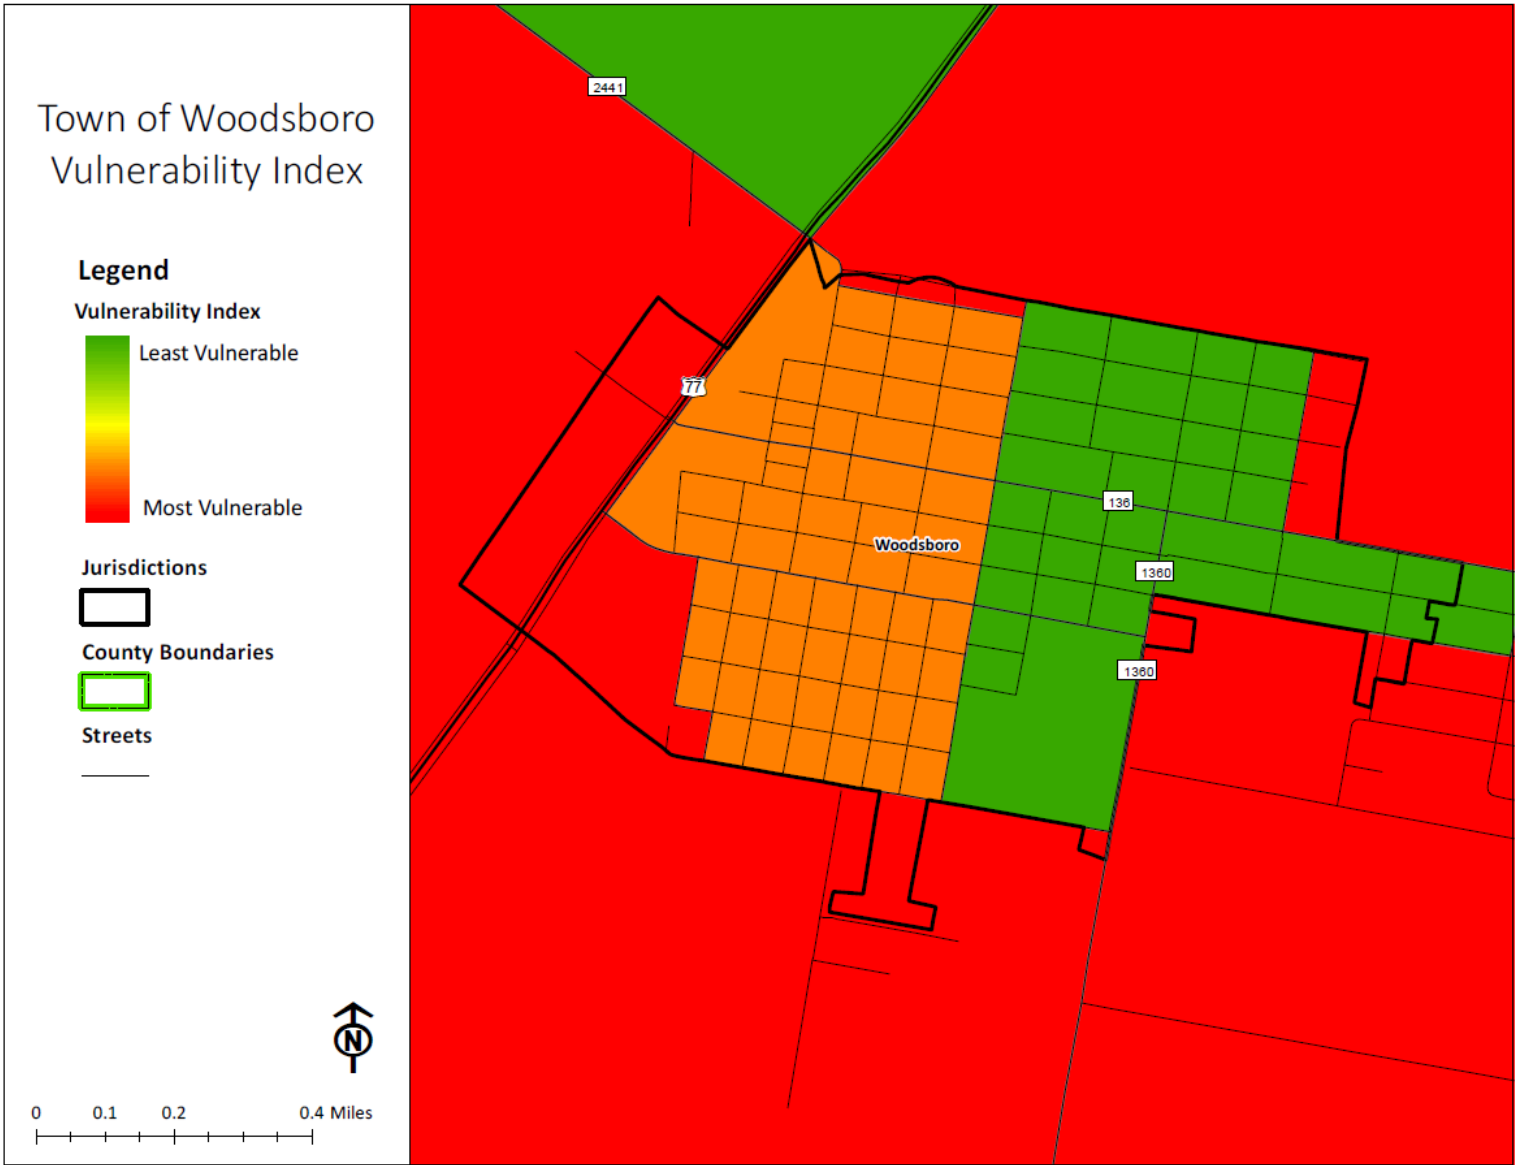 Town of Woodsboro
Vulnerability Index
Legend
Vulnerability Index
Least Vulnerable
Most Vulnerable
Jurisdictions
County Boundaries
Streets
N
0 0.1 0.2 0.4 Miles
2441
77
136
Woodsboro
1360
1360